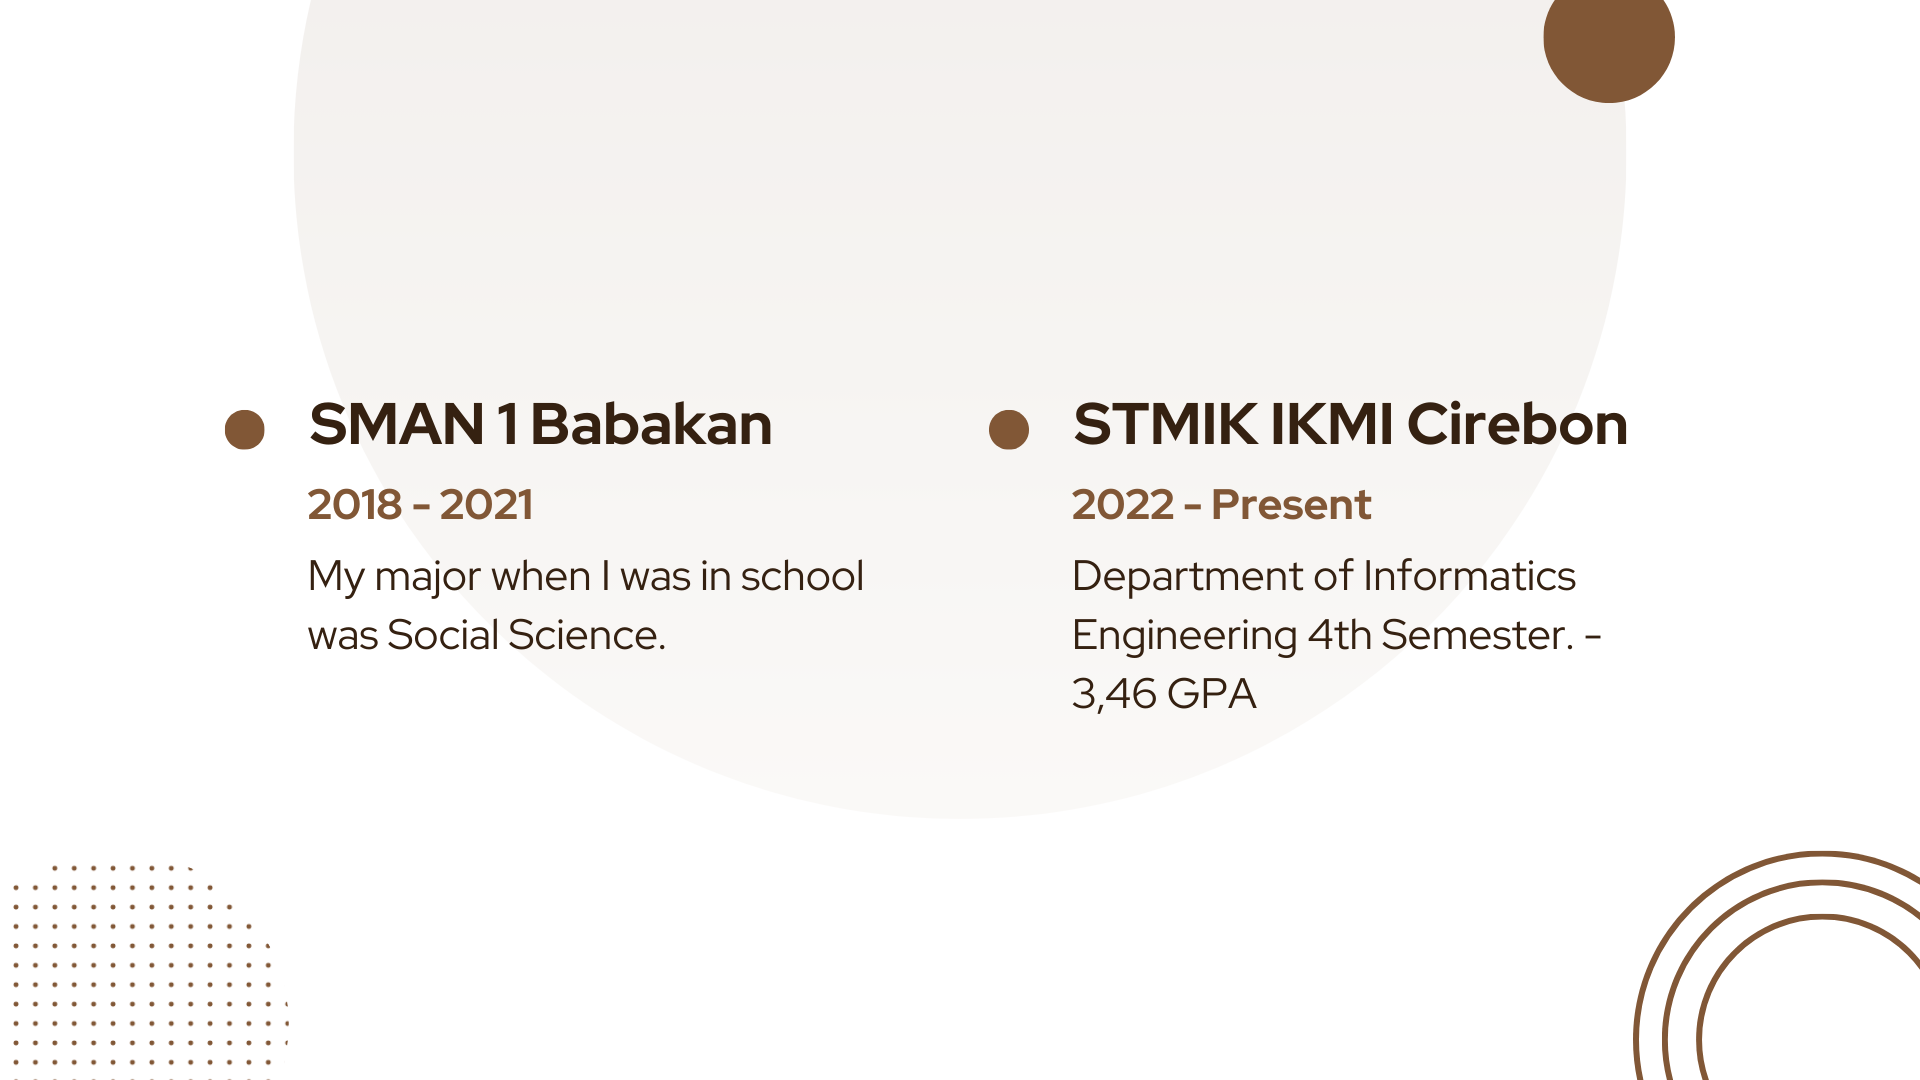 SMAN 1 Babakan
2018 - 2021
My major when I was in school
was Social Science.
STMIK IKMI Cirebon
2022 - Present
Department of Informatics
Engineering 4th Semester. -
3,46 GPA